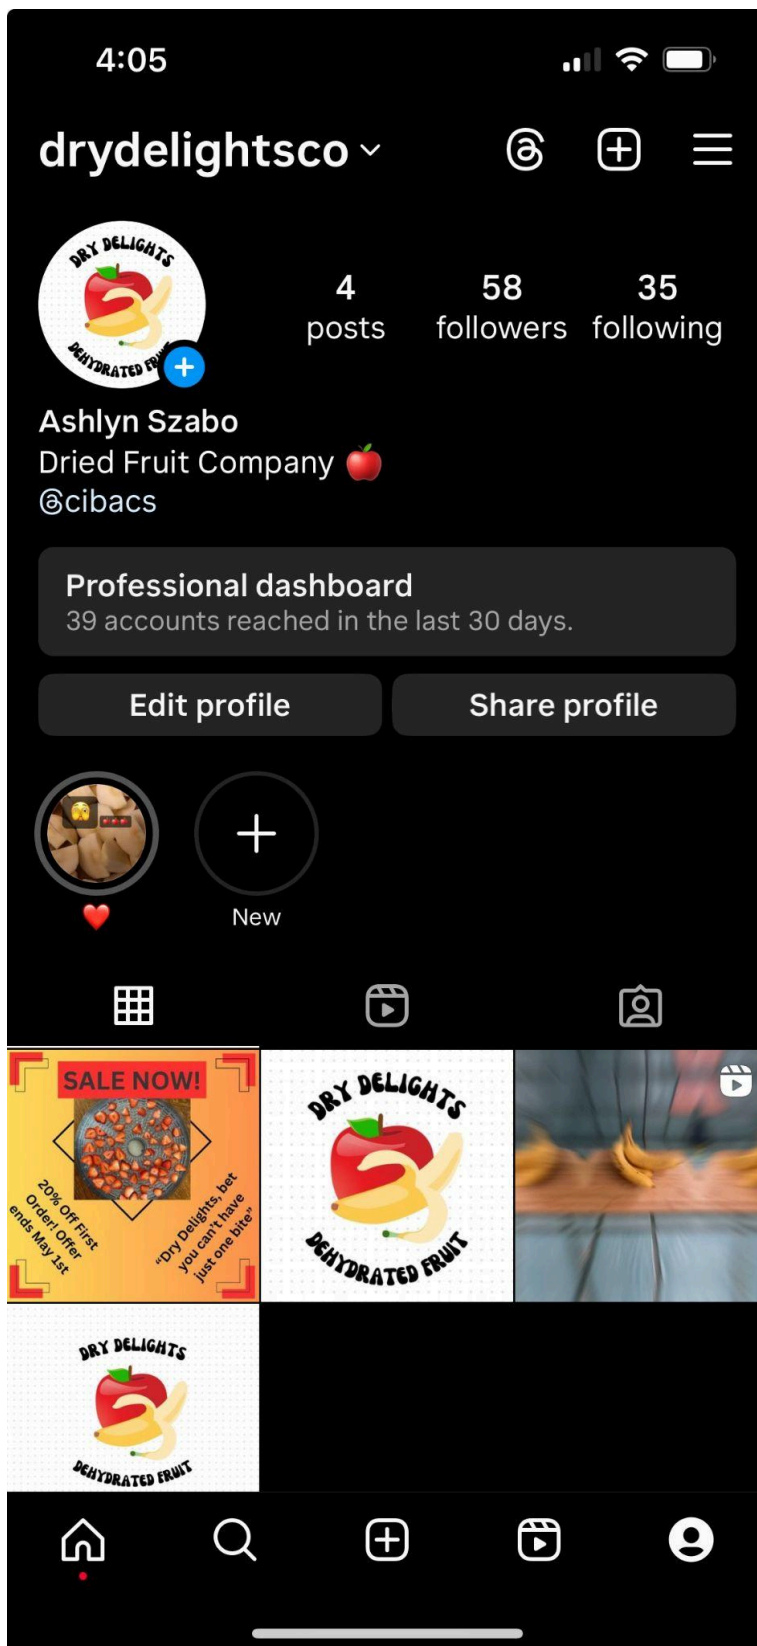 4:05
drydelightsco
DRY DELIGHTS
DEHYDRATED FRUIT
4
posts
58
followers
35
following
Ashlyn Szabo
Dried Fruit Company 🍎
@cibacs
Professional dashboard
39 accounts reached in the last 30 days.
Edit profile
Share profile
❤️
New
SALE NOW!
20% Off First
Order! Offer
ends May 1st
“Dry Delights, bet
you can't have
just one bite”
DRY DELIGHTS
DEHYDRATED FRUIT
DRY DELIGHTS
DEHYDRATED FRUIT